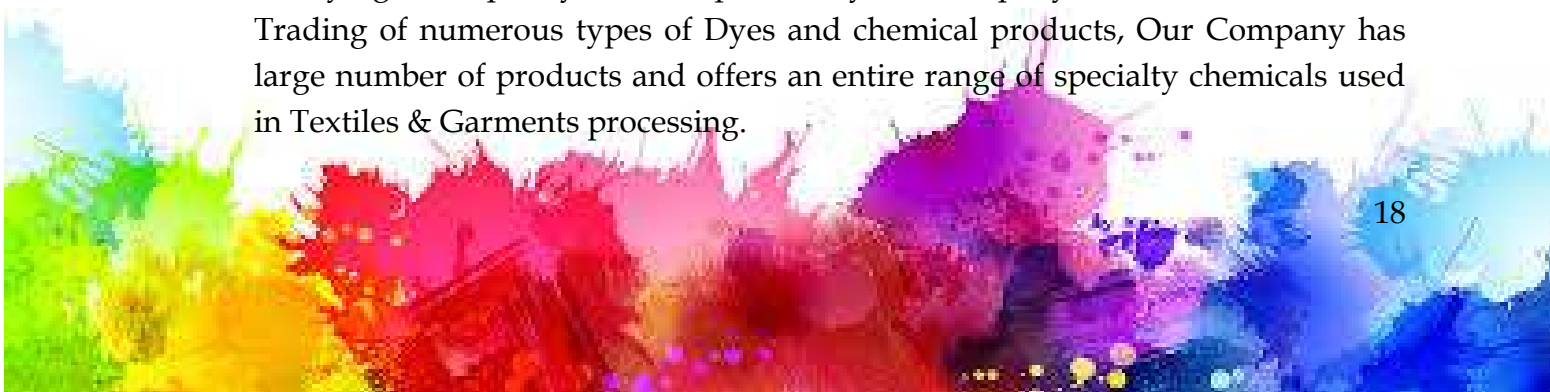 Trading of numerous types of Dyes and chemical products, Our Company has
large number of products and offers an entire range of specialty chemicals used
in Textiles & Garments processing.
18